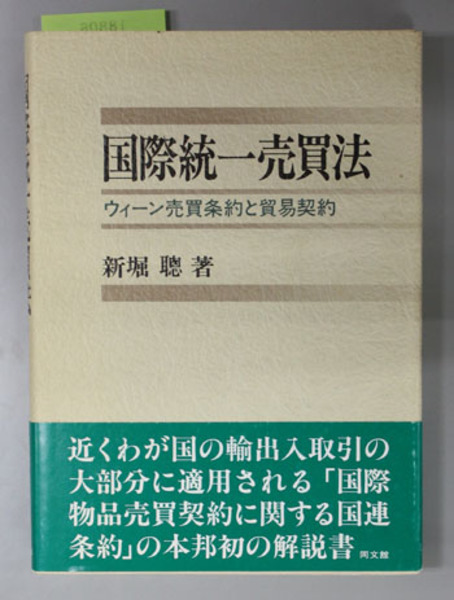 国際統一売買法
ウィーン売買条約と貿易契約
新堀 聰 著
近くわが国の輸出入取引の
大部分に適用される「国際
物品売買契約に関する国連
条約」の本邦初の解説書
同文舘